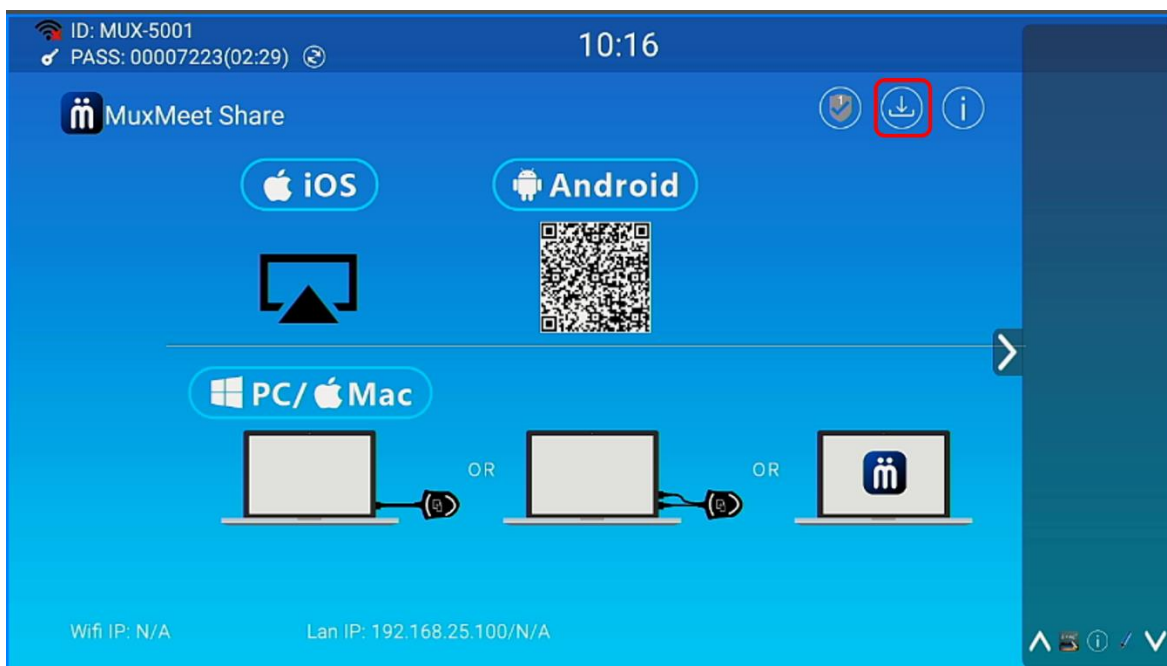 ID: MUX-5001
PASS: 00007223(02:29)
10:16
MuxMeet Share
1
iOS
Android
PC/ Mac
OR
OR
Wifi IP: N/A
Lan IP: 192.168.25.100/N/A